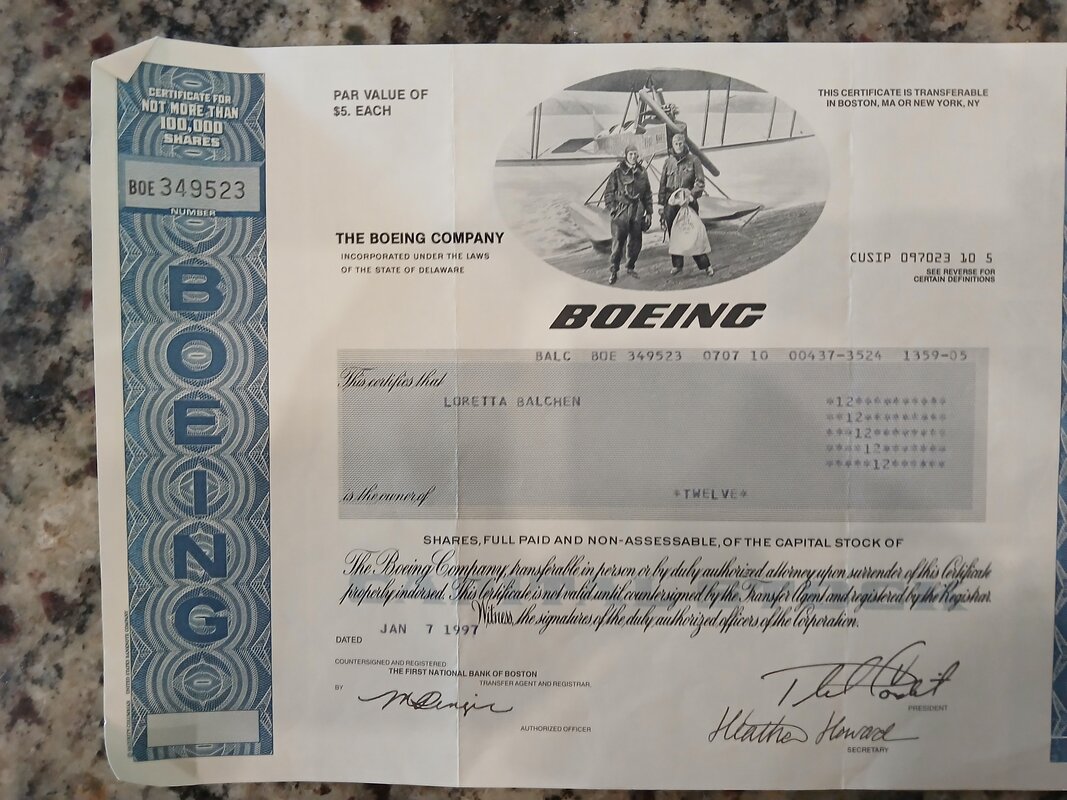 CERTIFICATE FOR
NOT MORE THAN
100,000
SHARES
BOE 349523
NUMBER
BOEING
PAR VALUE OF
$5. EACH
THIS CERTIFICATE IS TRANSFERABLE
IN BOSTON, MA OR NEW YORK, NY
THE BOEING COMPANY
INCORPORATED UNDER THE LAWS
OF THE STATE OF DELAWARE
CUSIP 097023 10 5
SEE REVERSE FOR
CERTAIN DEFINITIONS
BOEING
BALC BOE 349523 0707 10 00437-3524 1359-05
This certifies that
LORETTA BALCHEN
*12**********
**12*********
***12********
****12*******
*****12******
is the owner of
*TWELVE*
SHARES, FULL PAID AND NON-ASSESSABLE, OF THE CAPITAL STOCK OF
The Boeing Company, transferable in person or by duly authorized attorney upon surrender of this Certificate
properly indorsed. This Certificate is not valid until countersigned by the Transfer Agent and registered by the Registrar.
Witness, the signatures of the duly authorized officers of the Corporation.
DATED JAN 7 1997
COUNTERSIGNED AND REGISTERED
THE FIRST NATIONAL BANK OF BOSTON
TRANSFER AGENT AND REGISTRAR.
BY
AUTHORIZED OFFICER
PRESIDENT
Heather Howard
SECRETARY